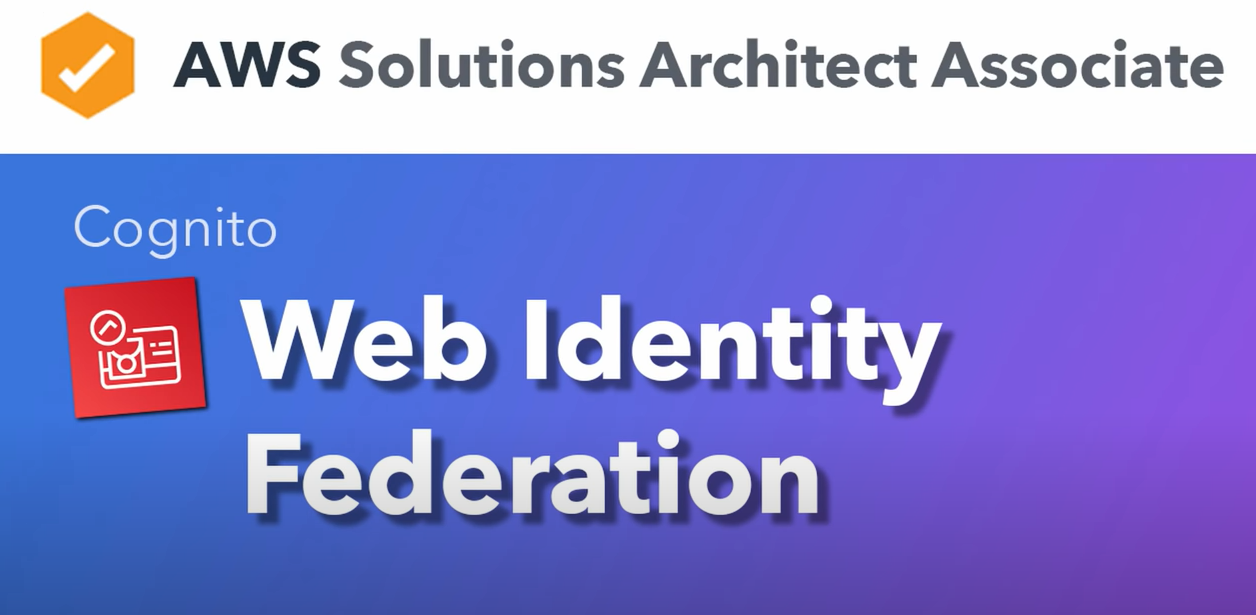 AWS Solutions Architect Associate
Cognito
Web Identity
Federation